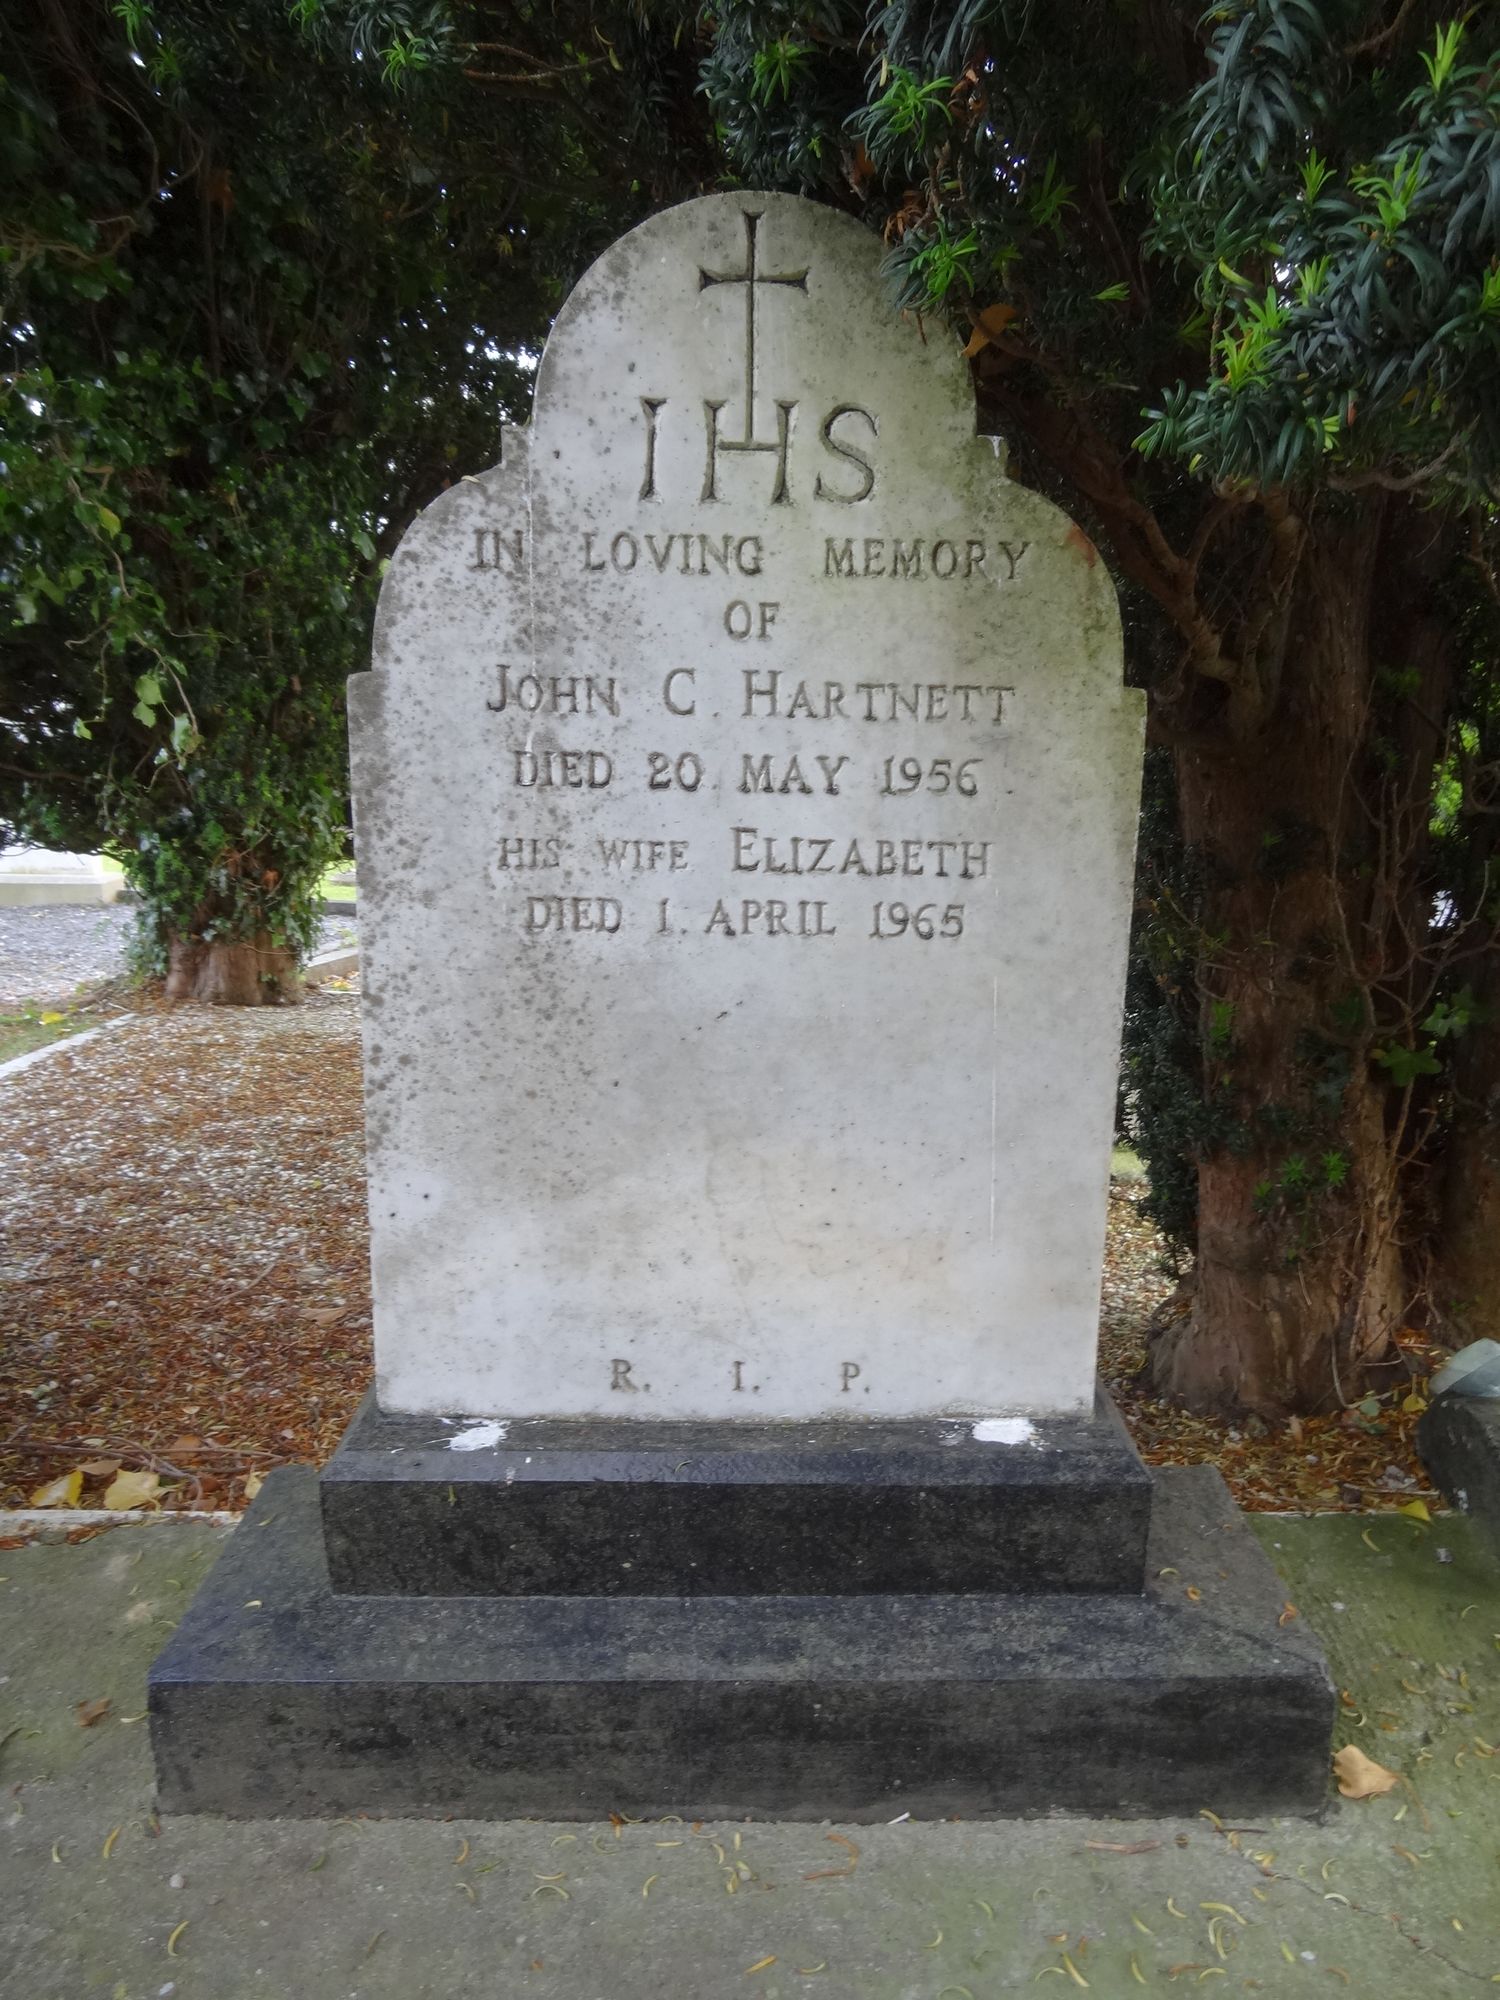 IHS
IN LOVING MEMORY
OF
JOHN C. HARTNETT
DIED 20 MAY 1956
HIS WIFE ELIZABETH
DIED 1. APRIL 1965
R. I. P.